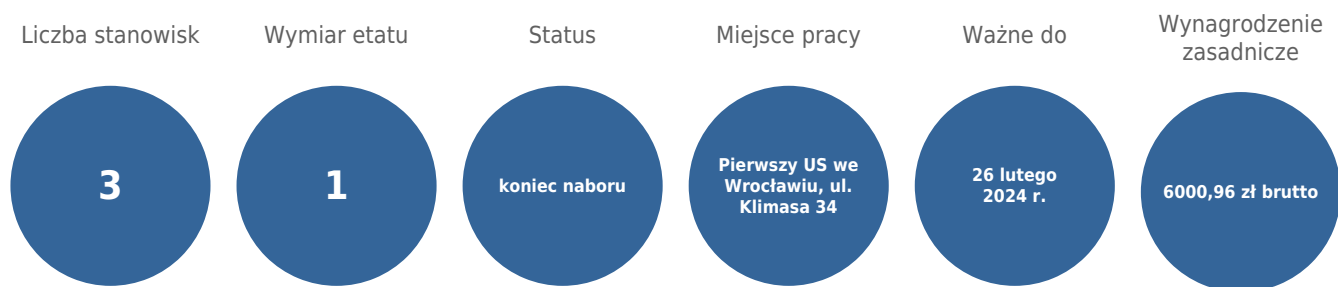 Liczba stanowisk
Wymiar etatu
Status
Miejsce pracy
Ważne do
Wynagrodzenie
zasadnicze
3
1
koniec naboru
Pierwszy US we
Wrocławiu, ul.
Klimasa 34
26 lutego
2024 r.
6000,96 zł brutto